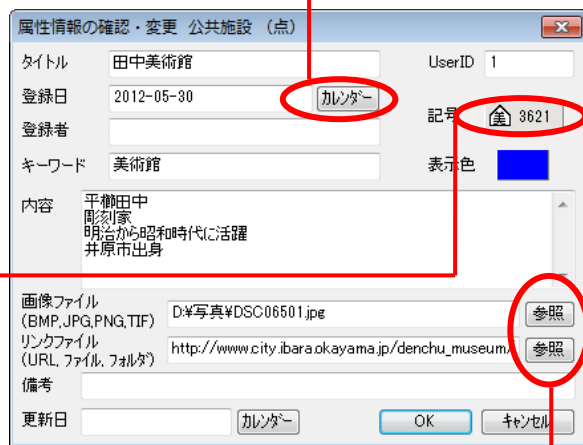 属性情報の確認・変更 公共施設 （点）
タイトル 田中美術館 UserID 1
登録日 2012-05-30 カレンダー
記号 美 3621
登録者
キーワード 美術館 表示色
内容 平櫛田中
彫刻家
明治から昭和時代に活躍
井原市出身
画像ファイル
(BMP,JPG,PNG,TIF) D:¥写真¥DSC06501.jpg 参照
リンクファイル
(URL, ファイル, フォルダ) http://www.city.ibara.okayama.jp/denchu_museum/ 参照
備考
更新日 カレンダー OK キャンセル